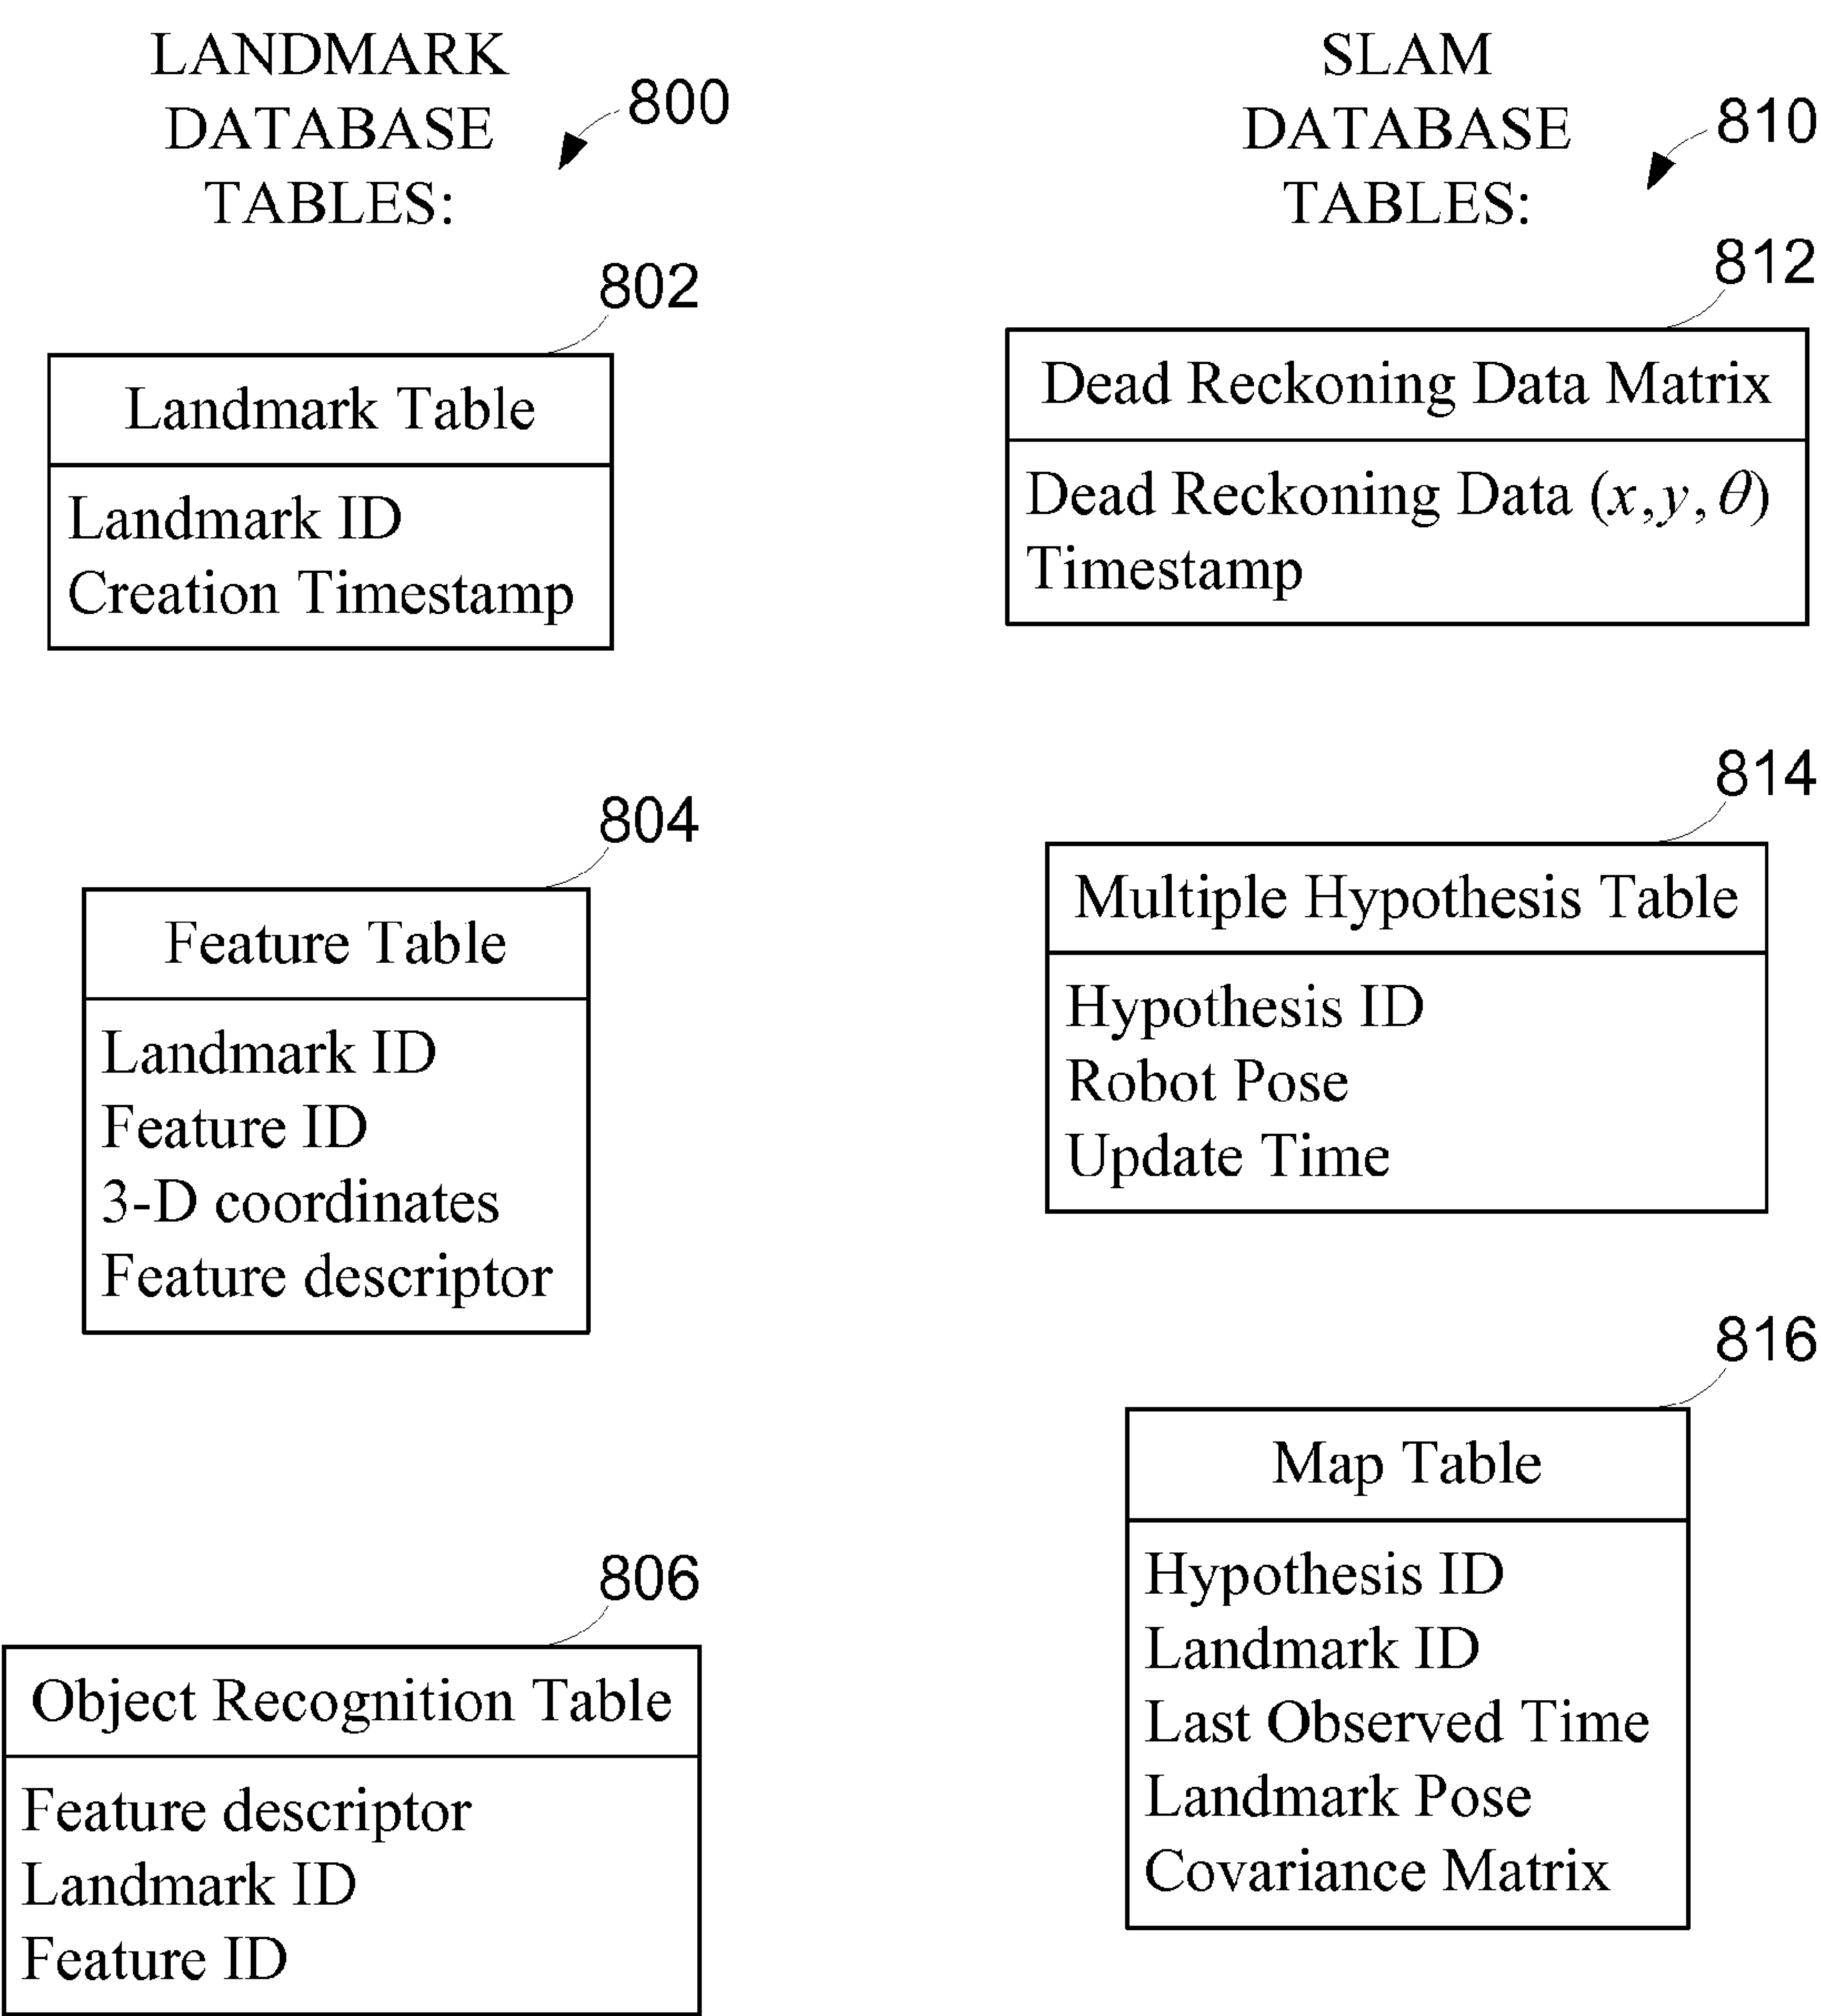 LANDMARK
DATABASE
TABLES:
800
802
Landmark Table
Landmark ID
Creation Timestamp
804
Feature Table
Landmark ID
Feature ID
3-D coordinates
Feature descriptor
806
Object Recognition Table
Feature descriptor
Landmark ID
Feature ID
SLAM
DATABASE
TABLES:
810
812
Dead Reckoning Data Matrix
Dead Reckoning Data (x,y,θ)
Timestamp
814
Multiple Hypothesis Table
Hypothesis ID
Robot Pose
Update Time
816
Map Table
Hypothesis ID
Landmark ID
Last Observed Time
Landmark Pose
Covariance Matrix